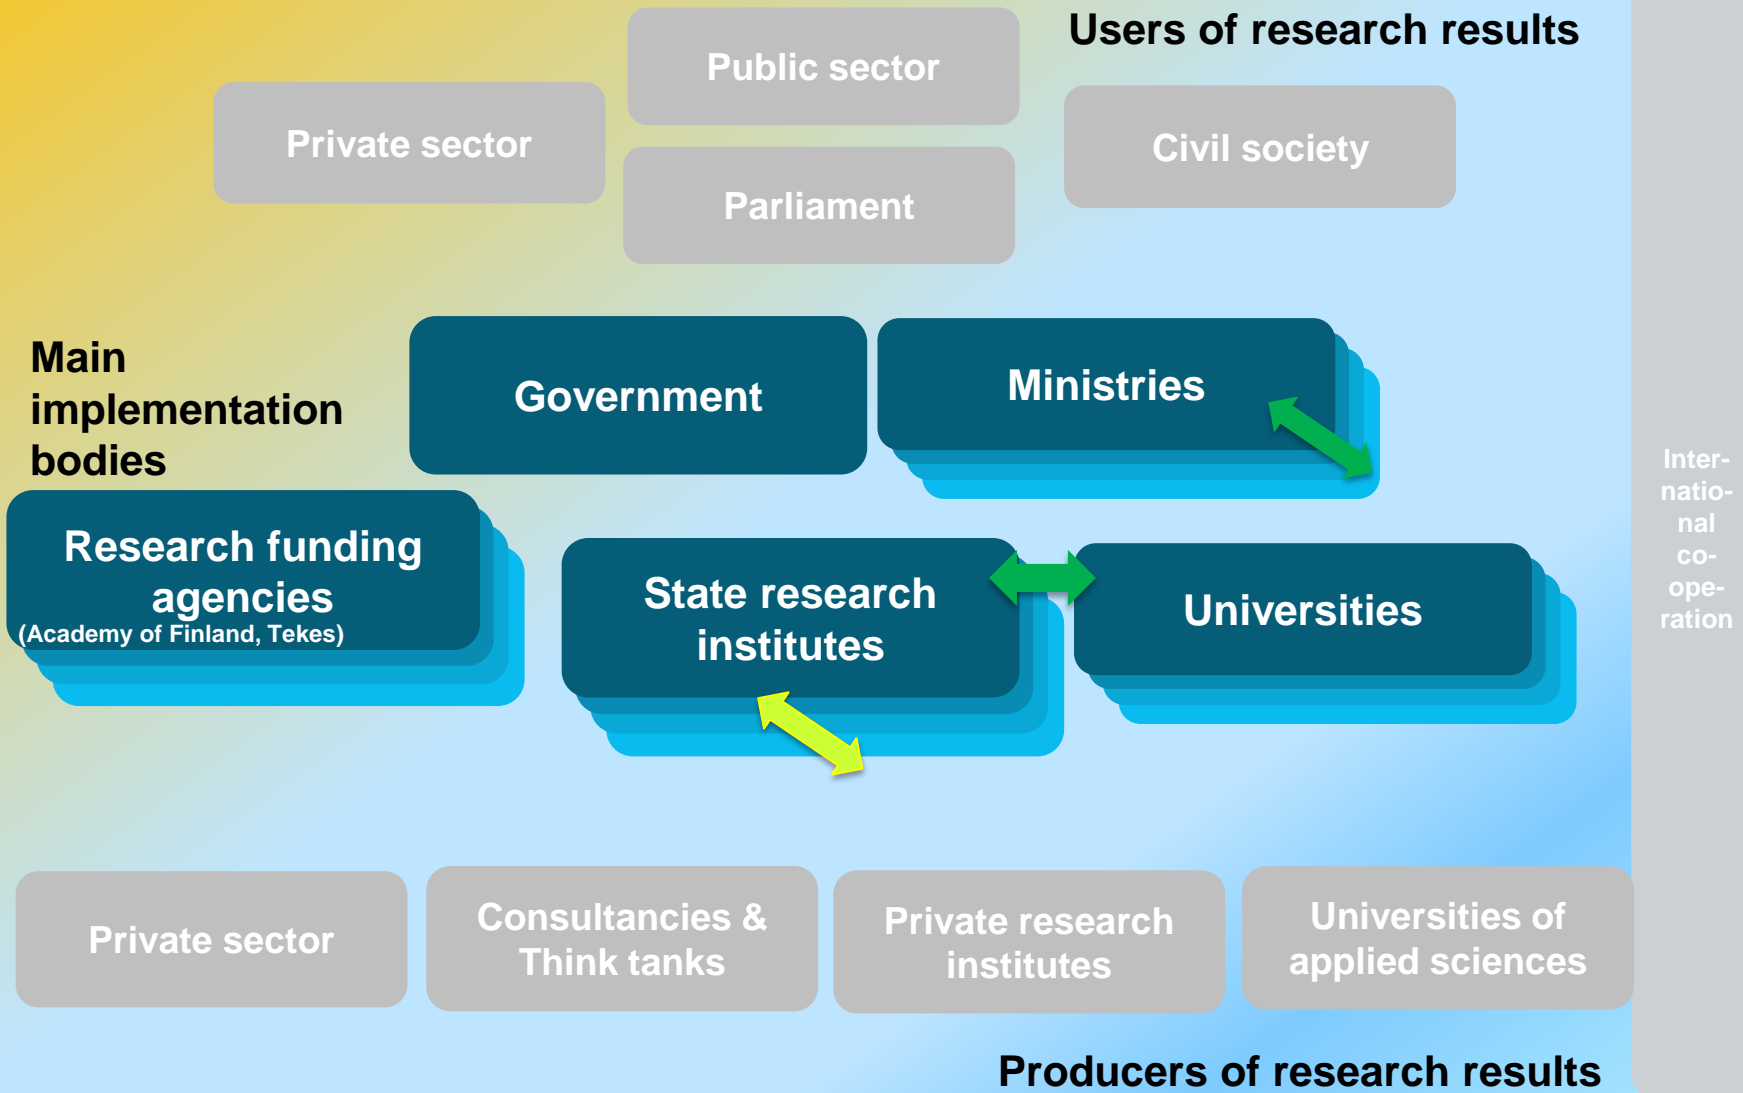 Users of research results
Public sector
Private sector
Civil society
Parliament
Main
implementation
bodies
Government
Ministries
Research funding
agencies
(Academy of Finland, Tekes)
State research
institutes
Universities
Inter-
natio-
nal
co-
ope-
ration
Private sector
Consultancies &
Think tanks
Private research
institutes
Universities of
applied sciences
Producers of research results